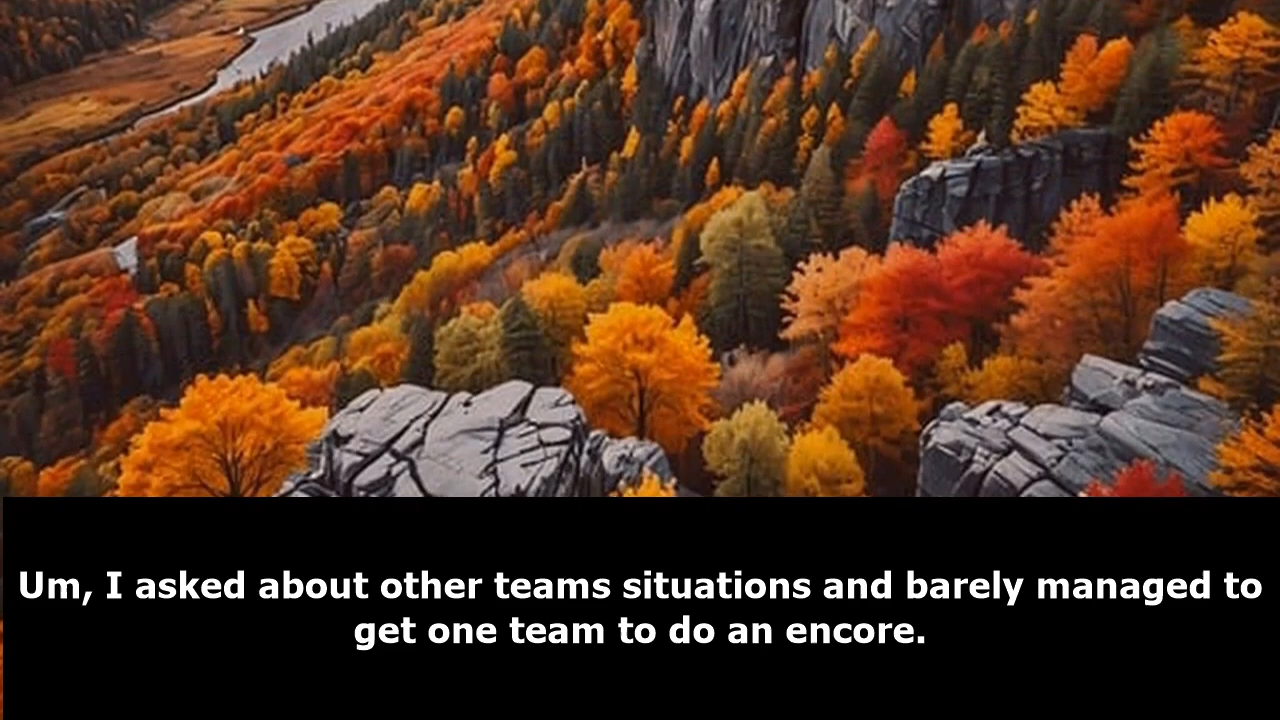 Um, I asked about other teams situations and barely managed to
get one team to do an encore.